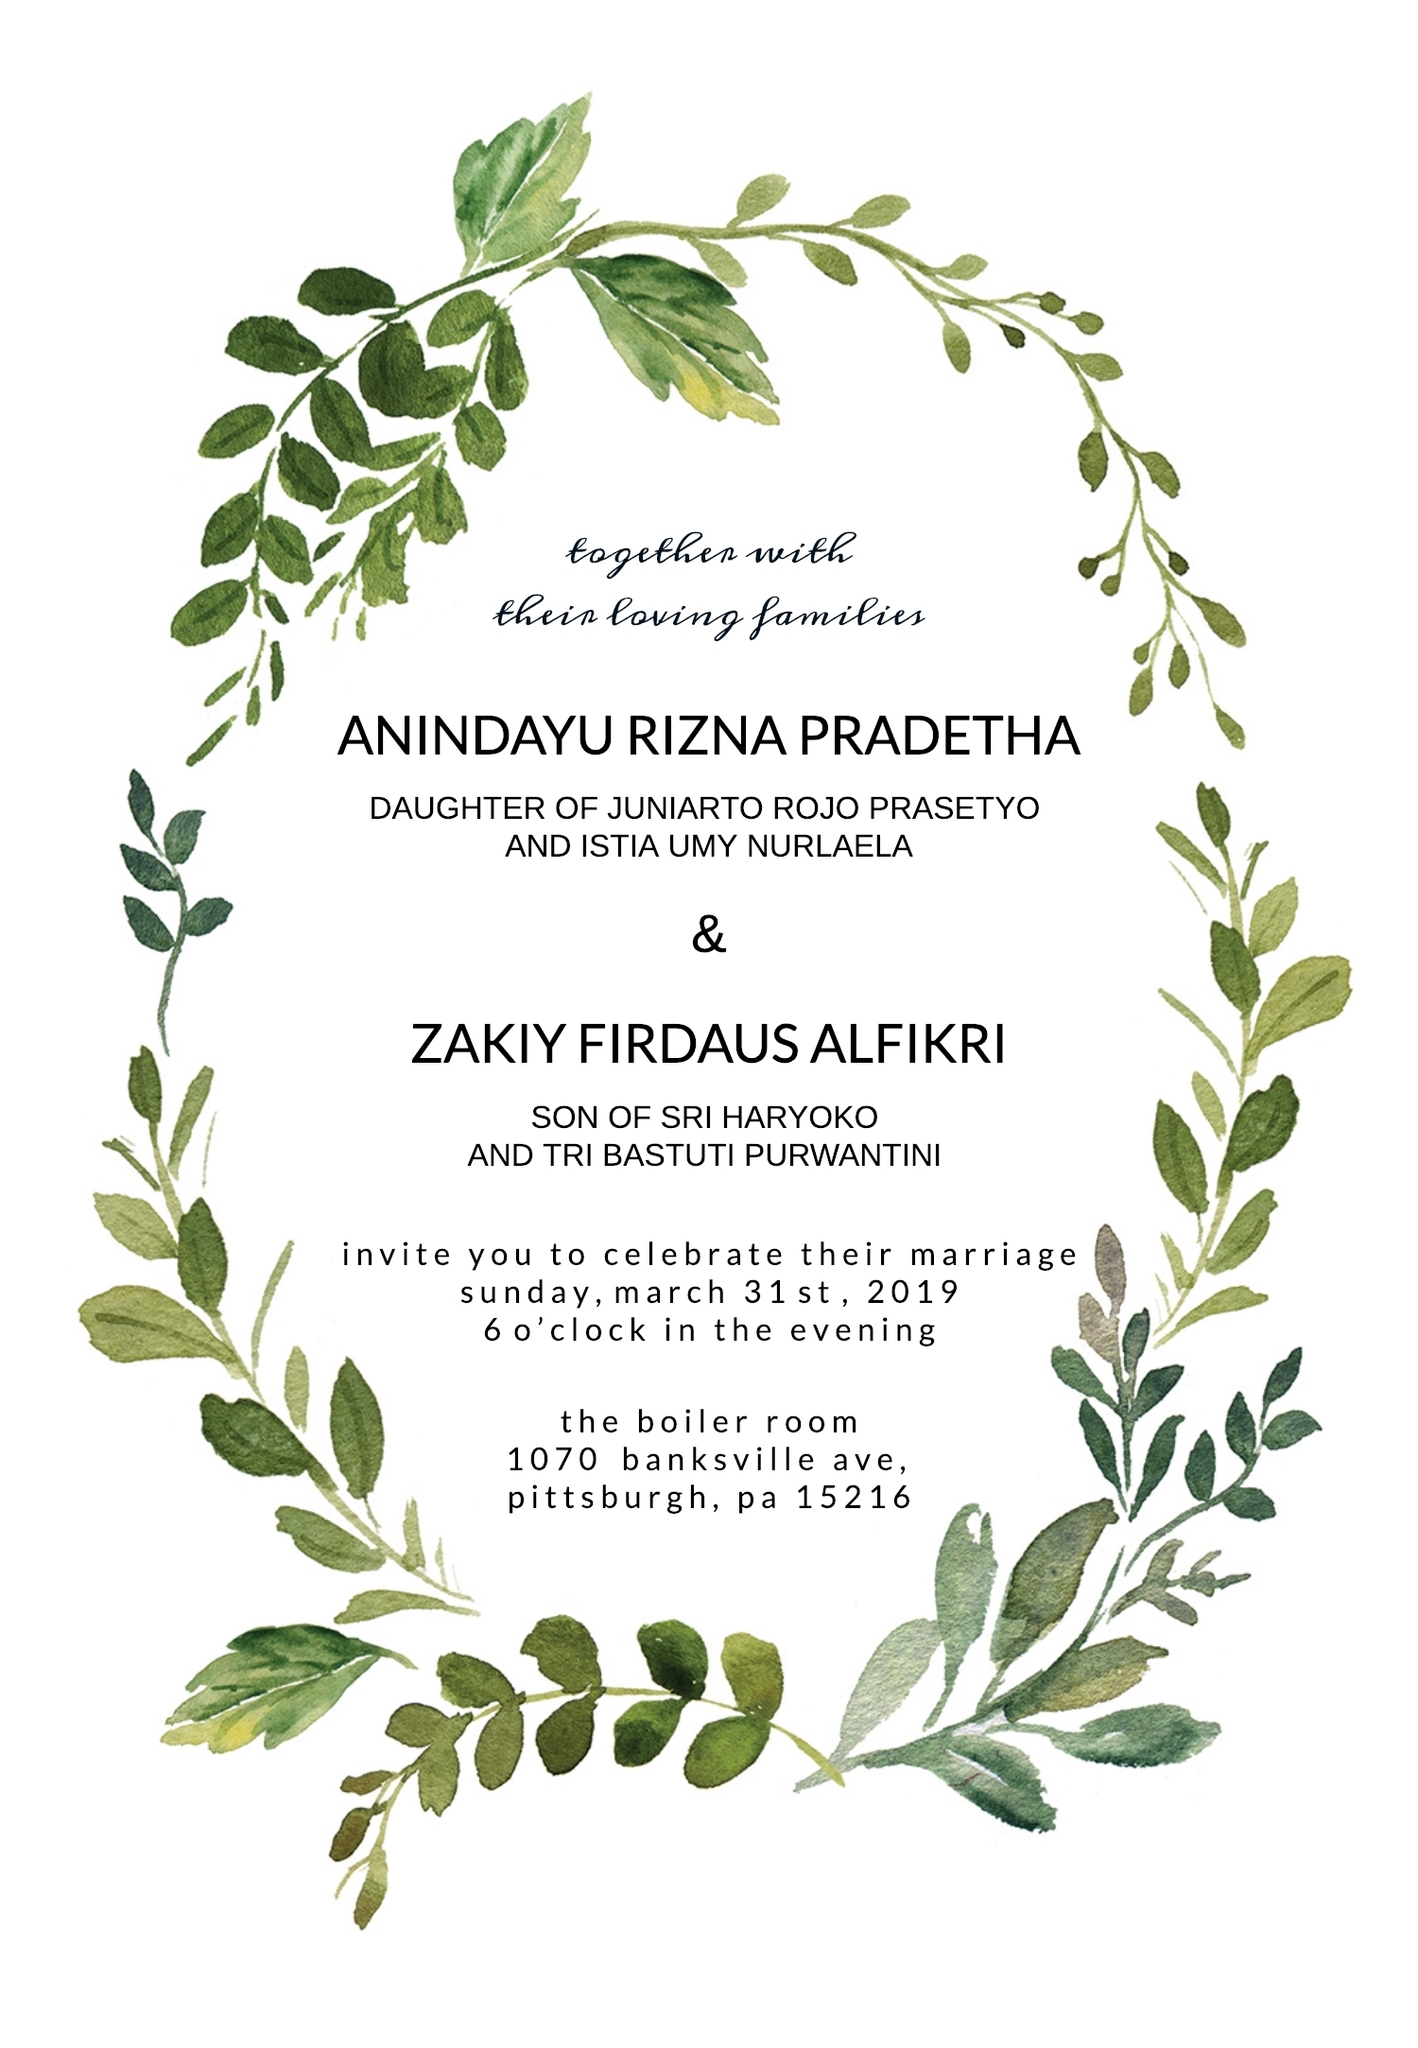 together with
their loving families
ANINDAYU RIZNA PRADETHA
DAUGHTER OF JUNIARTO ROJO PRASETYO
AND ISTIA UMY NURLAELA
&
ZAKIY FIRDAUS ALFIKRI
SON OF SRI HARYOKO
AND TRI BASTUTI PURWANTINI
invite you to celebrate their marriage
sunday, march 31st, 2019
6 o’clock in the evening
the boiler room
1070 banksville ave,
pittsburgh, pa 15216